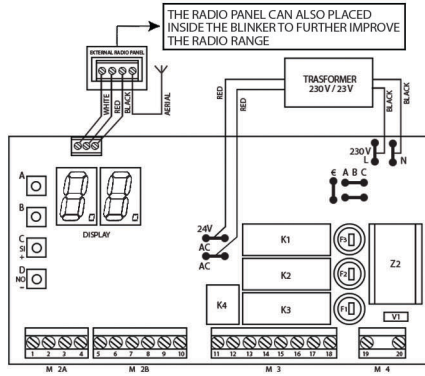 THE RADIO PANEL CAN ALSO PLACED
INSIDE THE BLINKER TO FURTHER IMPROVE
THE RADIO RANGE
EXTERNAL RADIO PANEL
WHITE
RED
BLACK
AERIAL
RED
RED
TRASFORMER
230 V / 23 V
BLACK
BLACK
230 V
L N
€ A B C
A
B
C
SI
+
D
NO
–
DISPLAY
24V
AC
AC
K1
K2
K3
K4
F3
F2
F1
Z2
V1
1 2 3 4 5 6 7 8 9 10 11 12 13 14 15 16 17 18 19 20
M 2A M 2B M 3 M 4